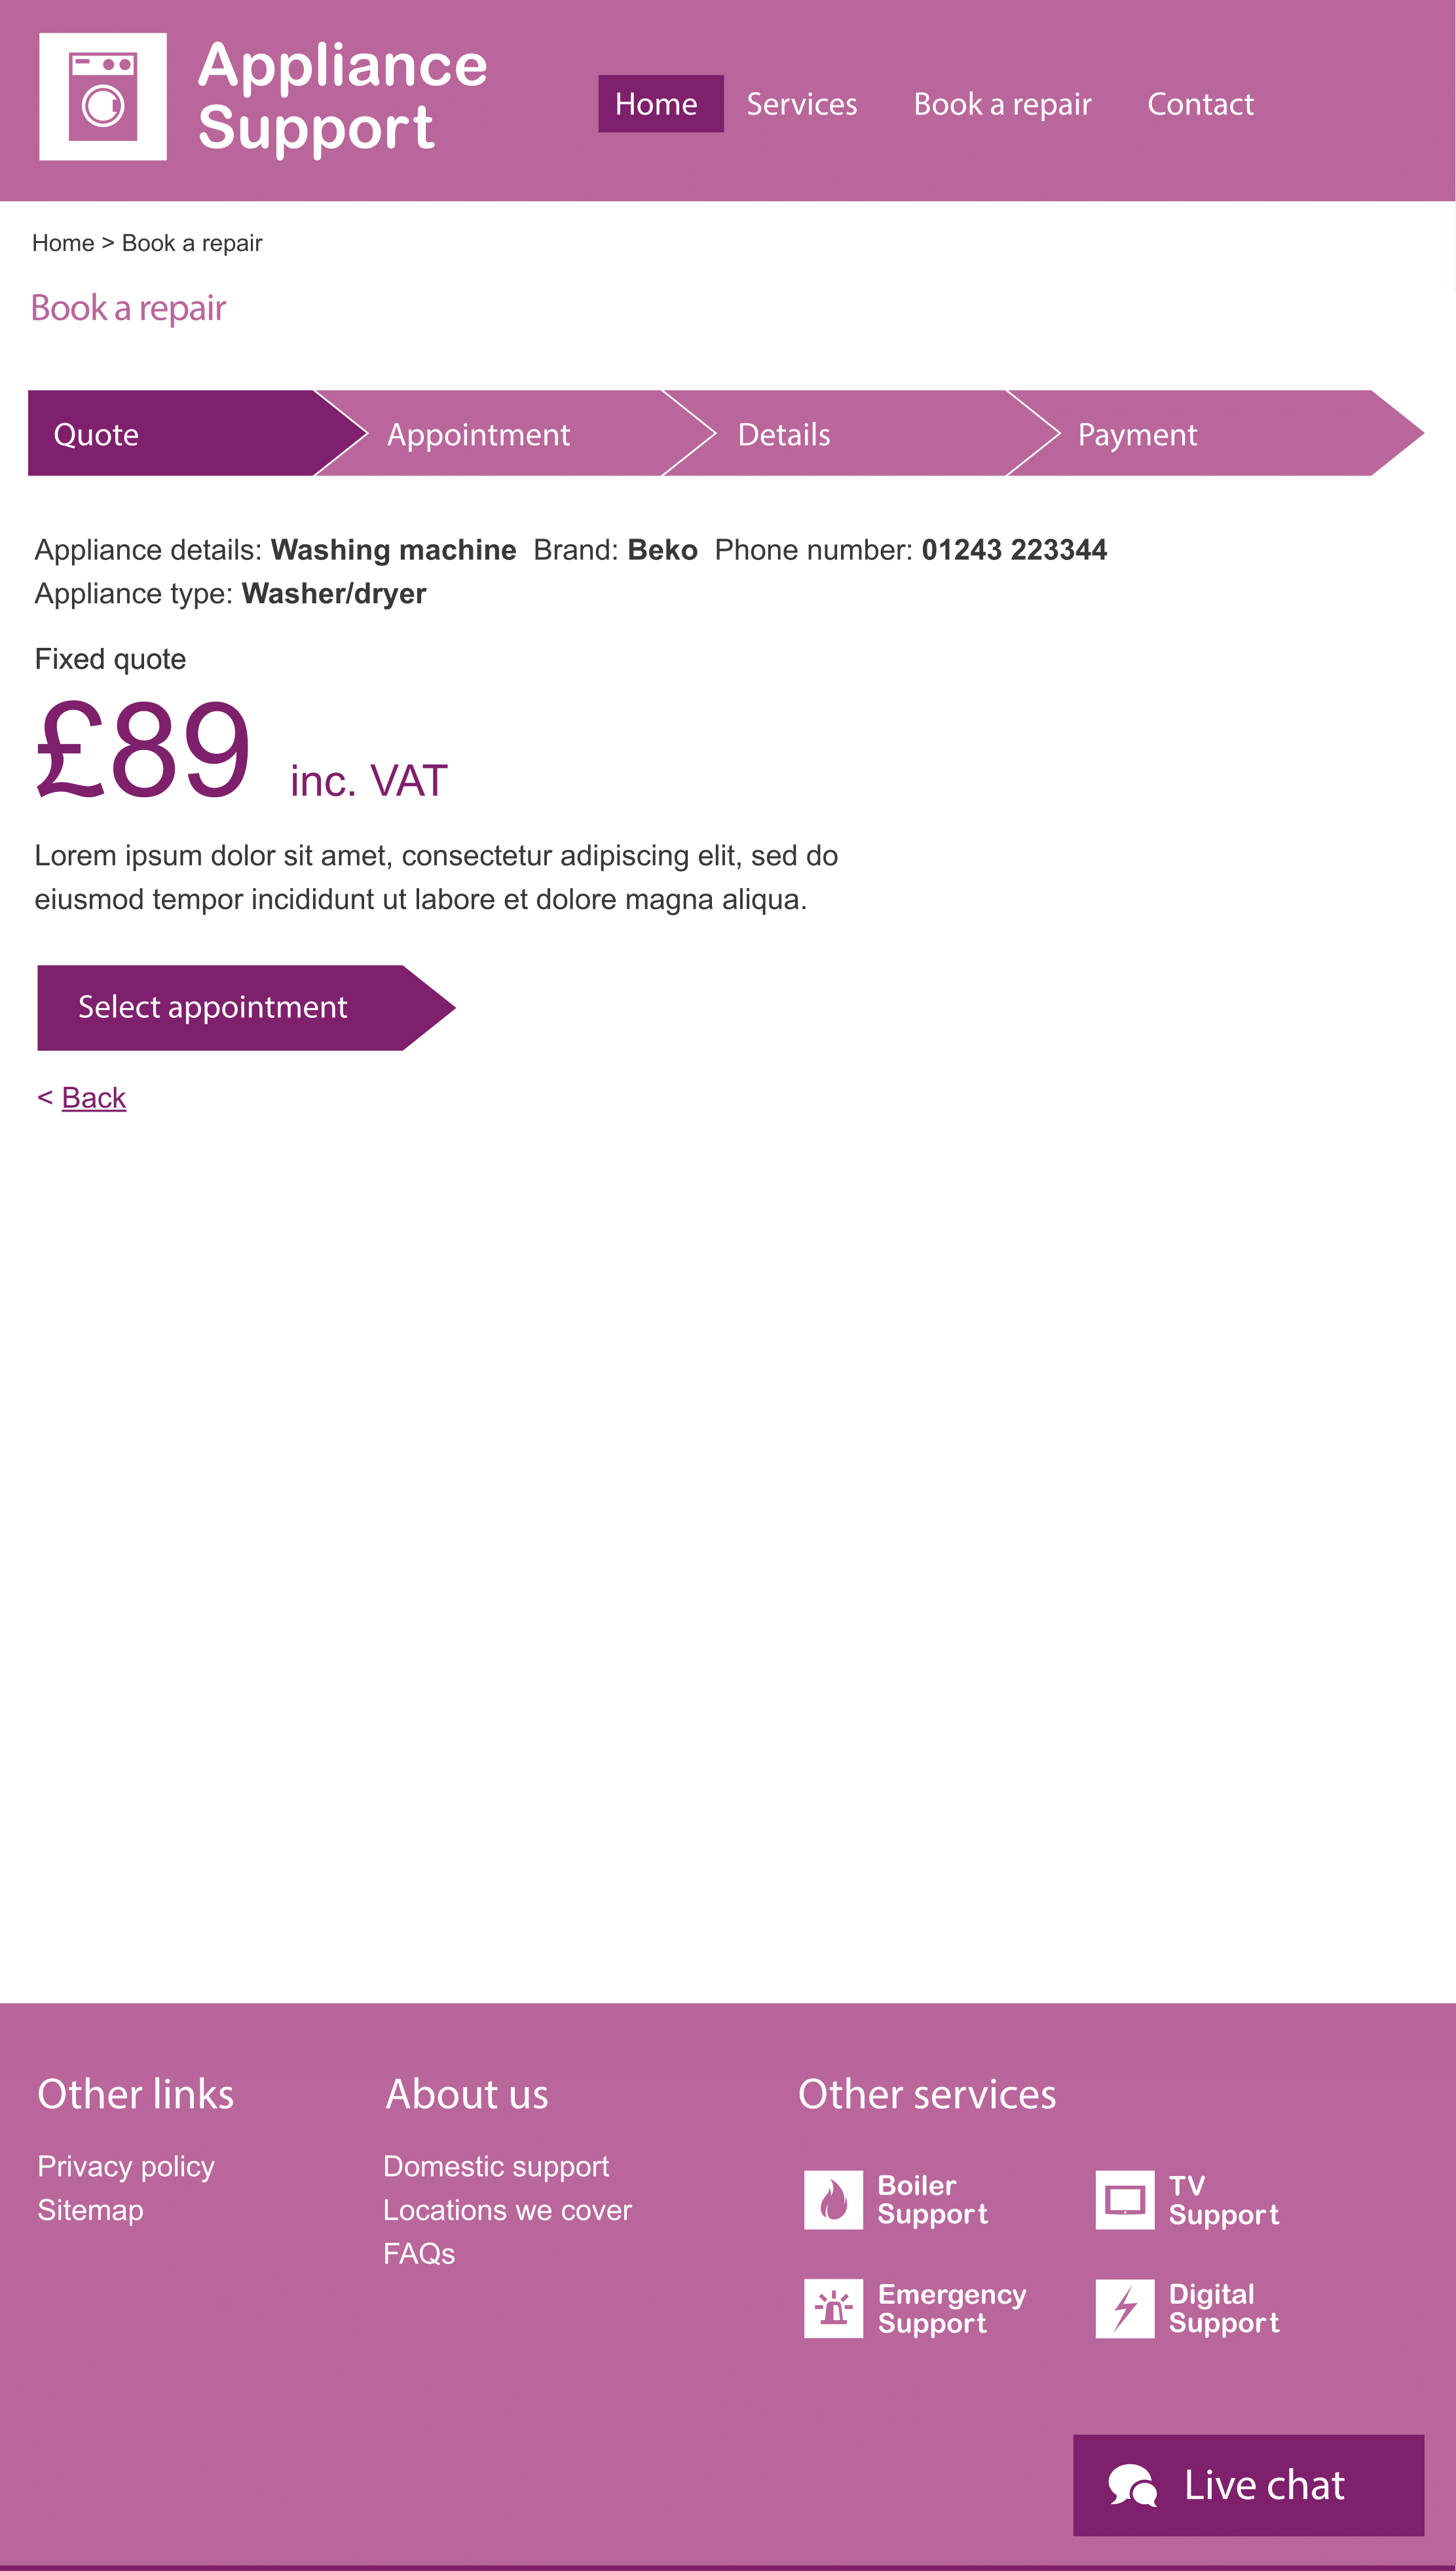 Appliance
Support
Home Services Book a repair Contact
Home > Book a repair
Book a repair
Quote Appointment Details Payment
Appliance details: Washing machine Brand: Beko Phone number: 01243 223344
Appliance type: Washer/dryer
Fixed quote
£89 inc. VAT
Lorem ipsum dolor sit amet, consectetur adipiscing elit, sed do
eiusmod tempor incididunt ut labore et dolore magna aliqua.
Select appointment
< Back
Other links
Privacy policy
Sitemap
About us
Domestic support
Locations we cover
FAQs
Other services
Boiler
Support
TV
Support
Emergency
Support
Digital
Support
Live chat